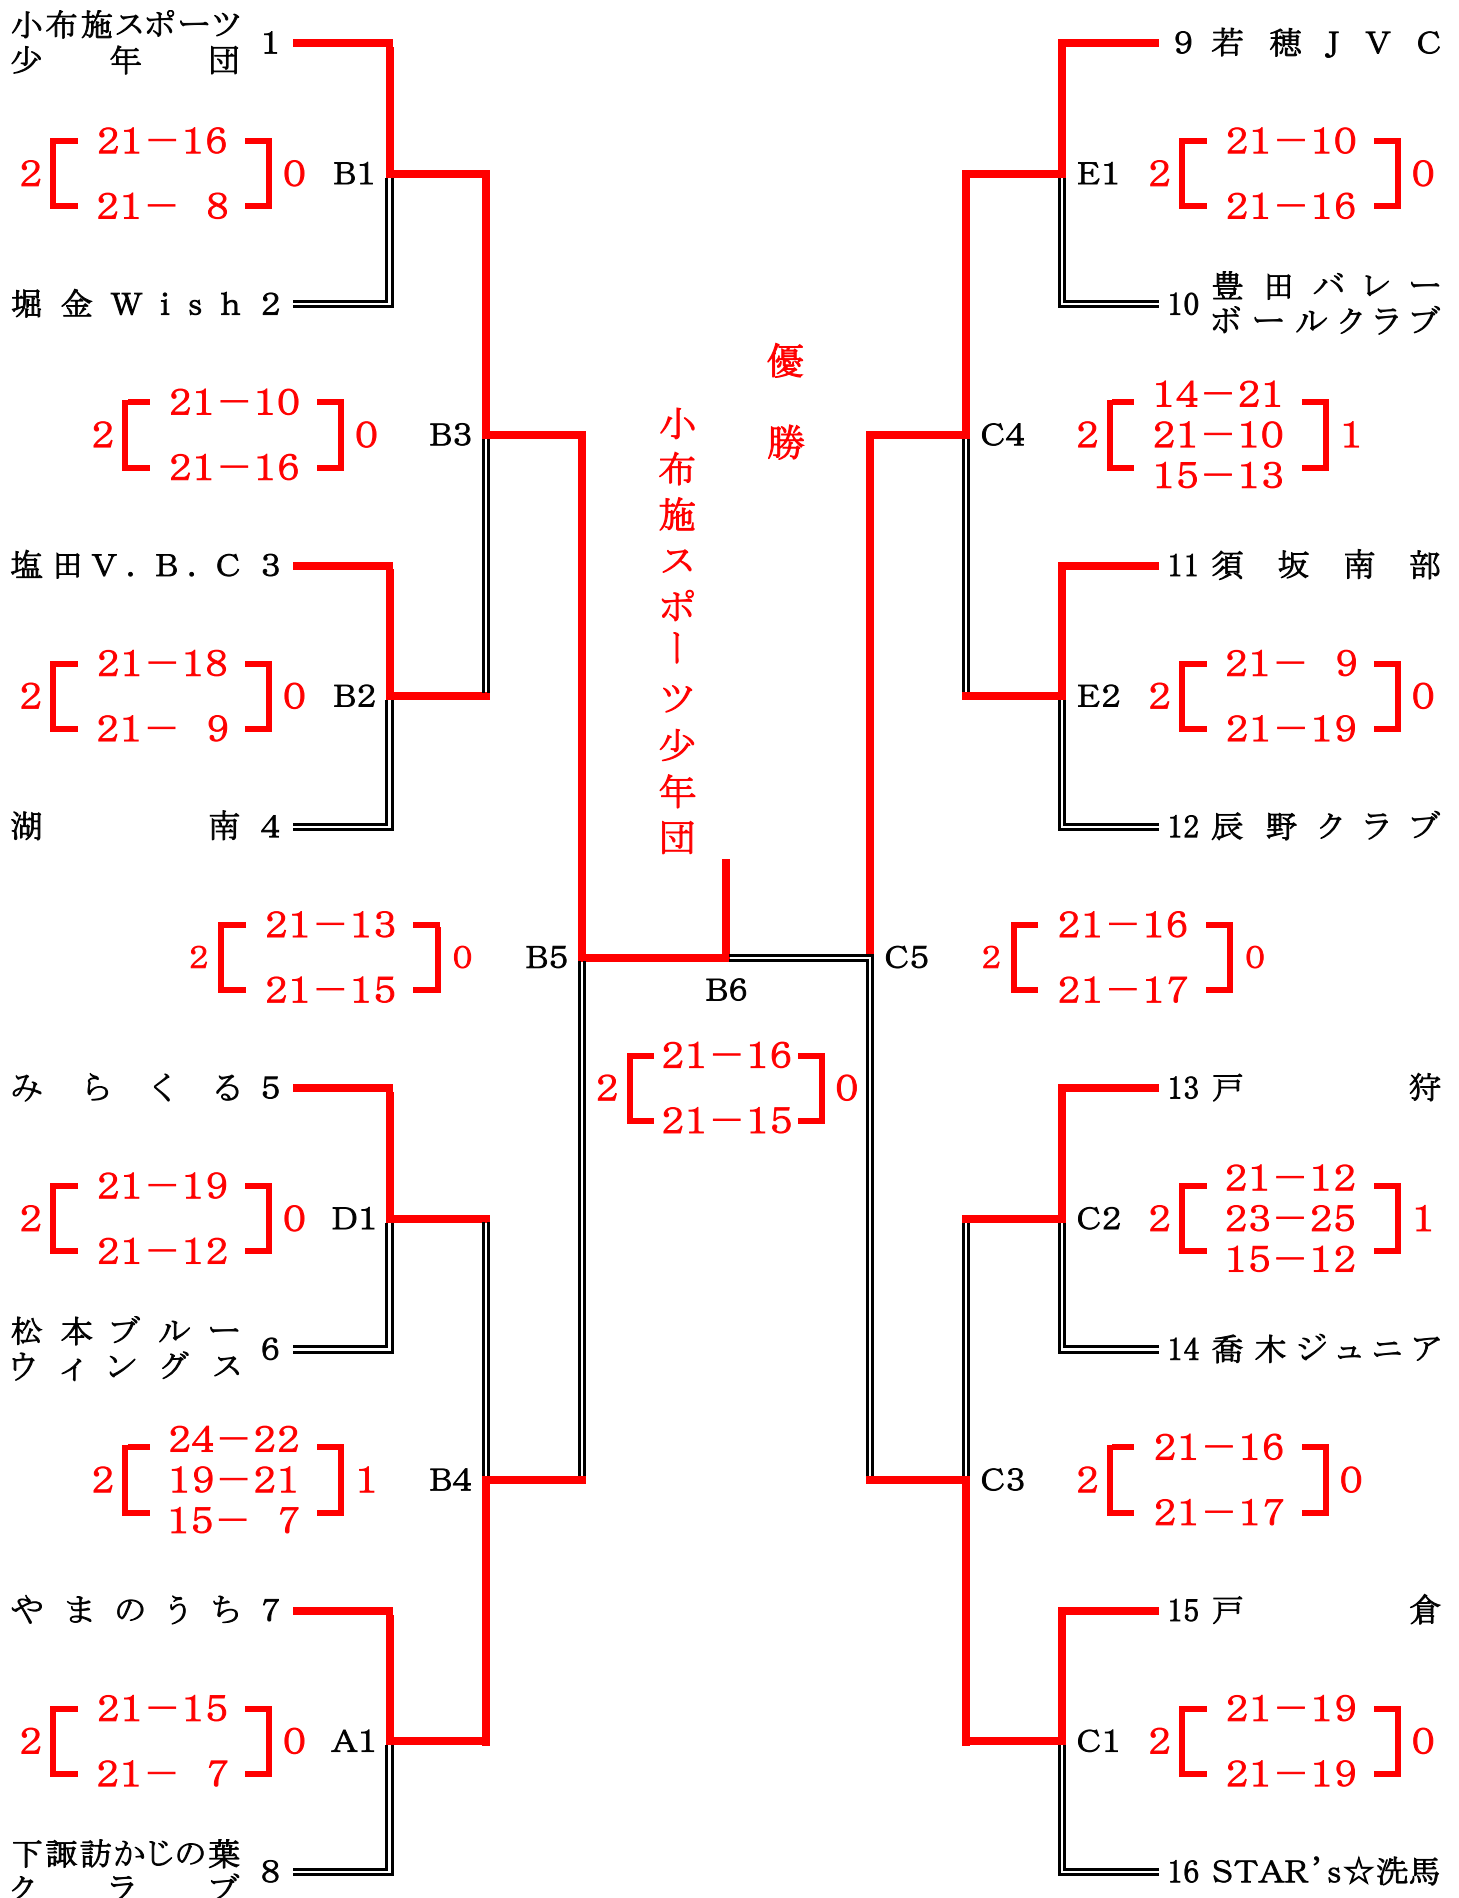 小布施スポーツ
少年団 1
2 21－16 0
21－ 8
B1
堀金Wish 2
2 21－10 0
21－16
B3
塩田V.B.C 3
2 21－18 0
21－ 9
B2
湖南 4
2 21－13 0
21－15
B5
みらくる 5
2 21－19 0
21－12
D1
松本ブルー
ウィングス 6
24－22
2 19－21 1
15－ 7
B4
やまのうち 7
2 21－15 0
21－ 7
A1
下諏訪かじの葉
クラブ 8
優勝
小布施スポーツ少年団
B6
2 21－16 0
21－15
9 若穂JVC
E1
2 21－10 0
21－16
10 豊田バレー
ボールクラブ
C4
14－21
2 21－10 1
15－13
11 須坂南部
E2
2 21－ 9 0
21－19
12 辰野クラブ
C5
2 21－16 0
21－17
13 戸狩
C2
21－12
2 23－25 1
15－12
14 喬木ジュニア
C3
2 21－16 0
21－17
15 戸倉
C1
2 21－19 0
21－19
16 STAR's☆洗馬